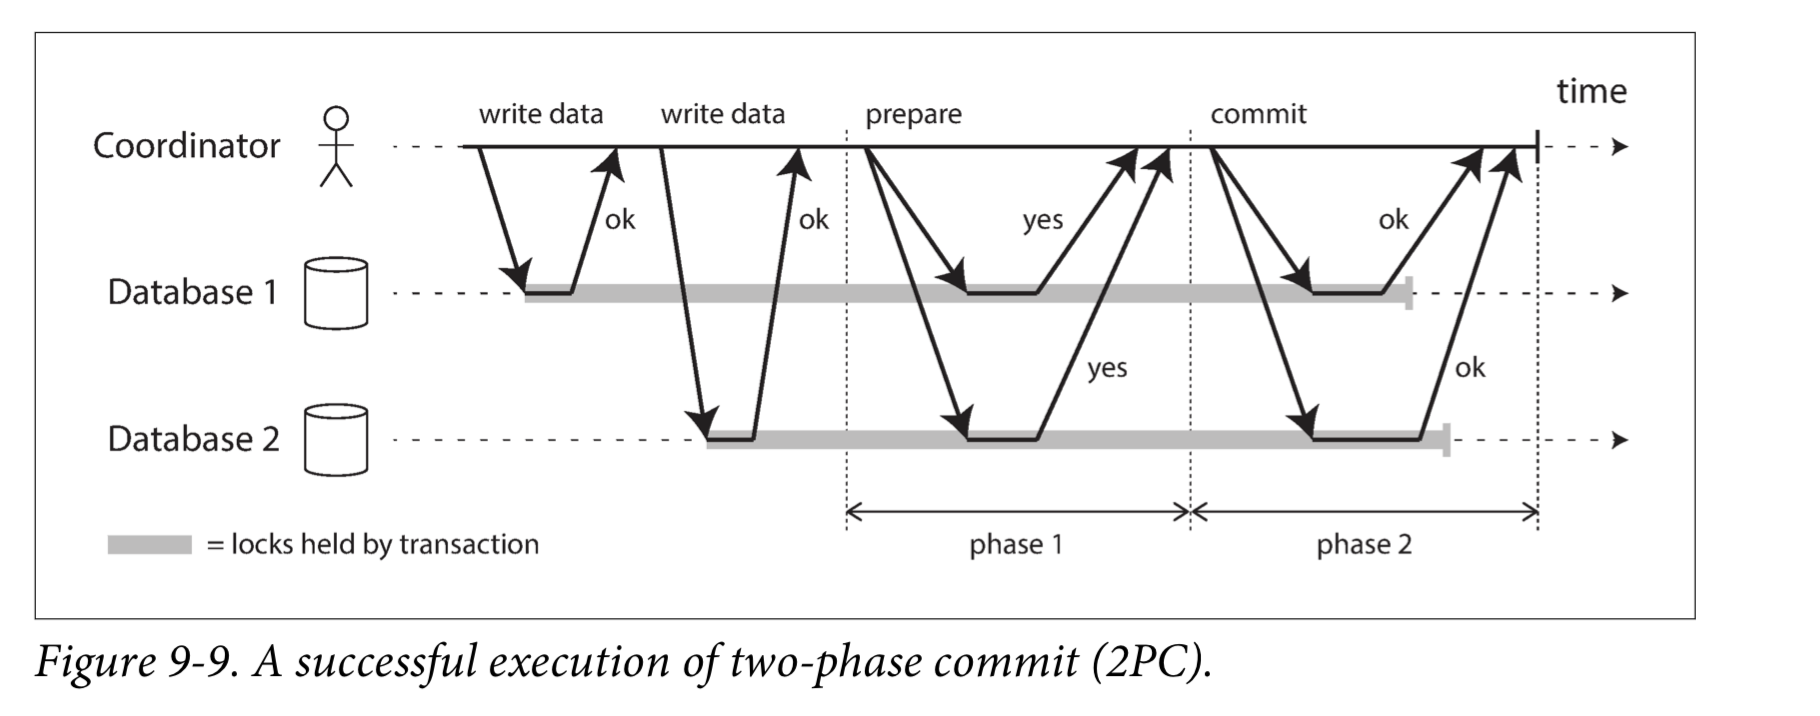 time
write data
write data
prepare
commit
Coordinator
ok
ok
yes
ok
Database 1
yes
ok
Database 2
phase 1
phase 2
= locks held by transaction
Figure 9-9. A successful execution of two-phase commit (2PC).